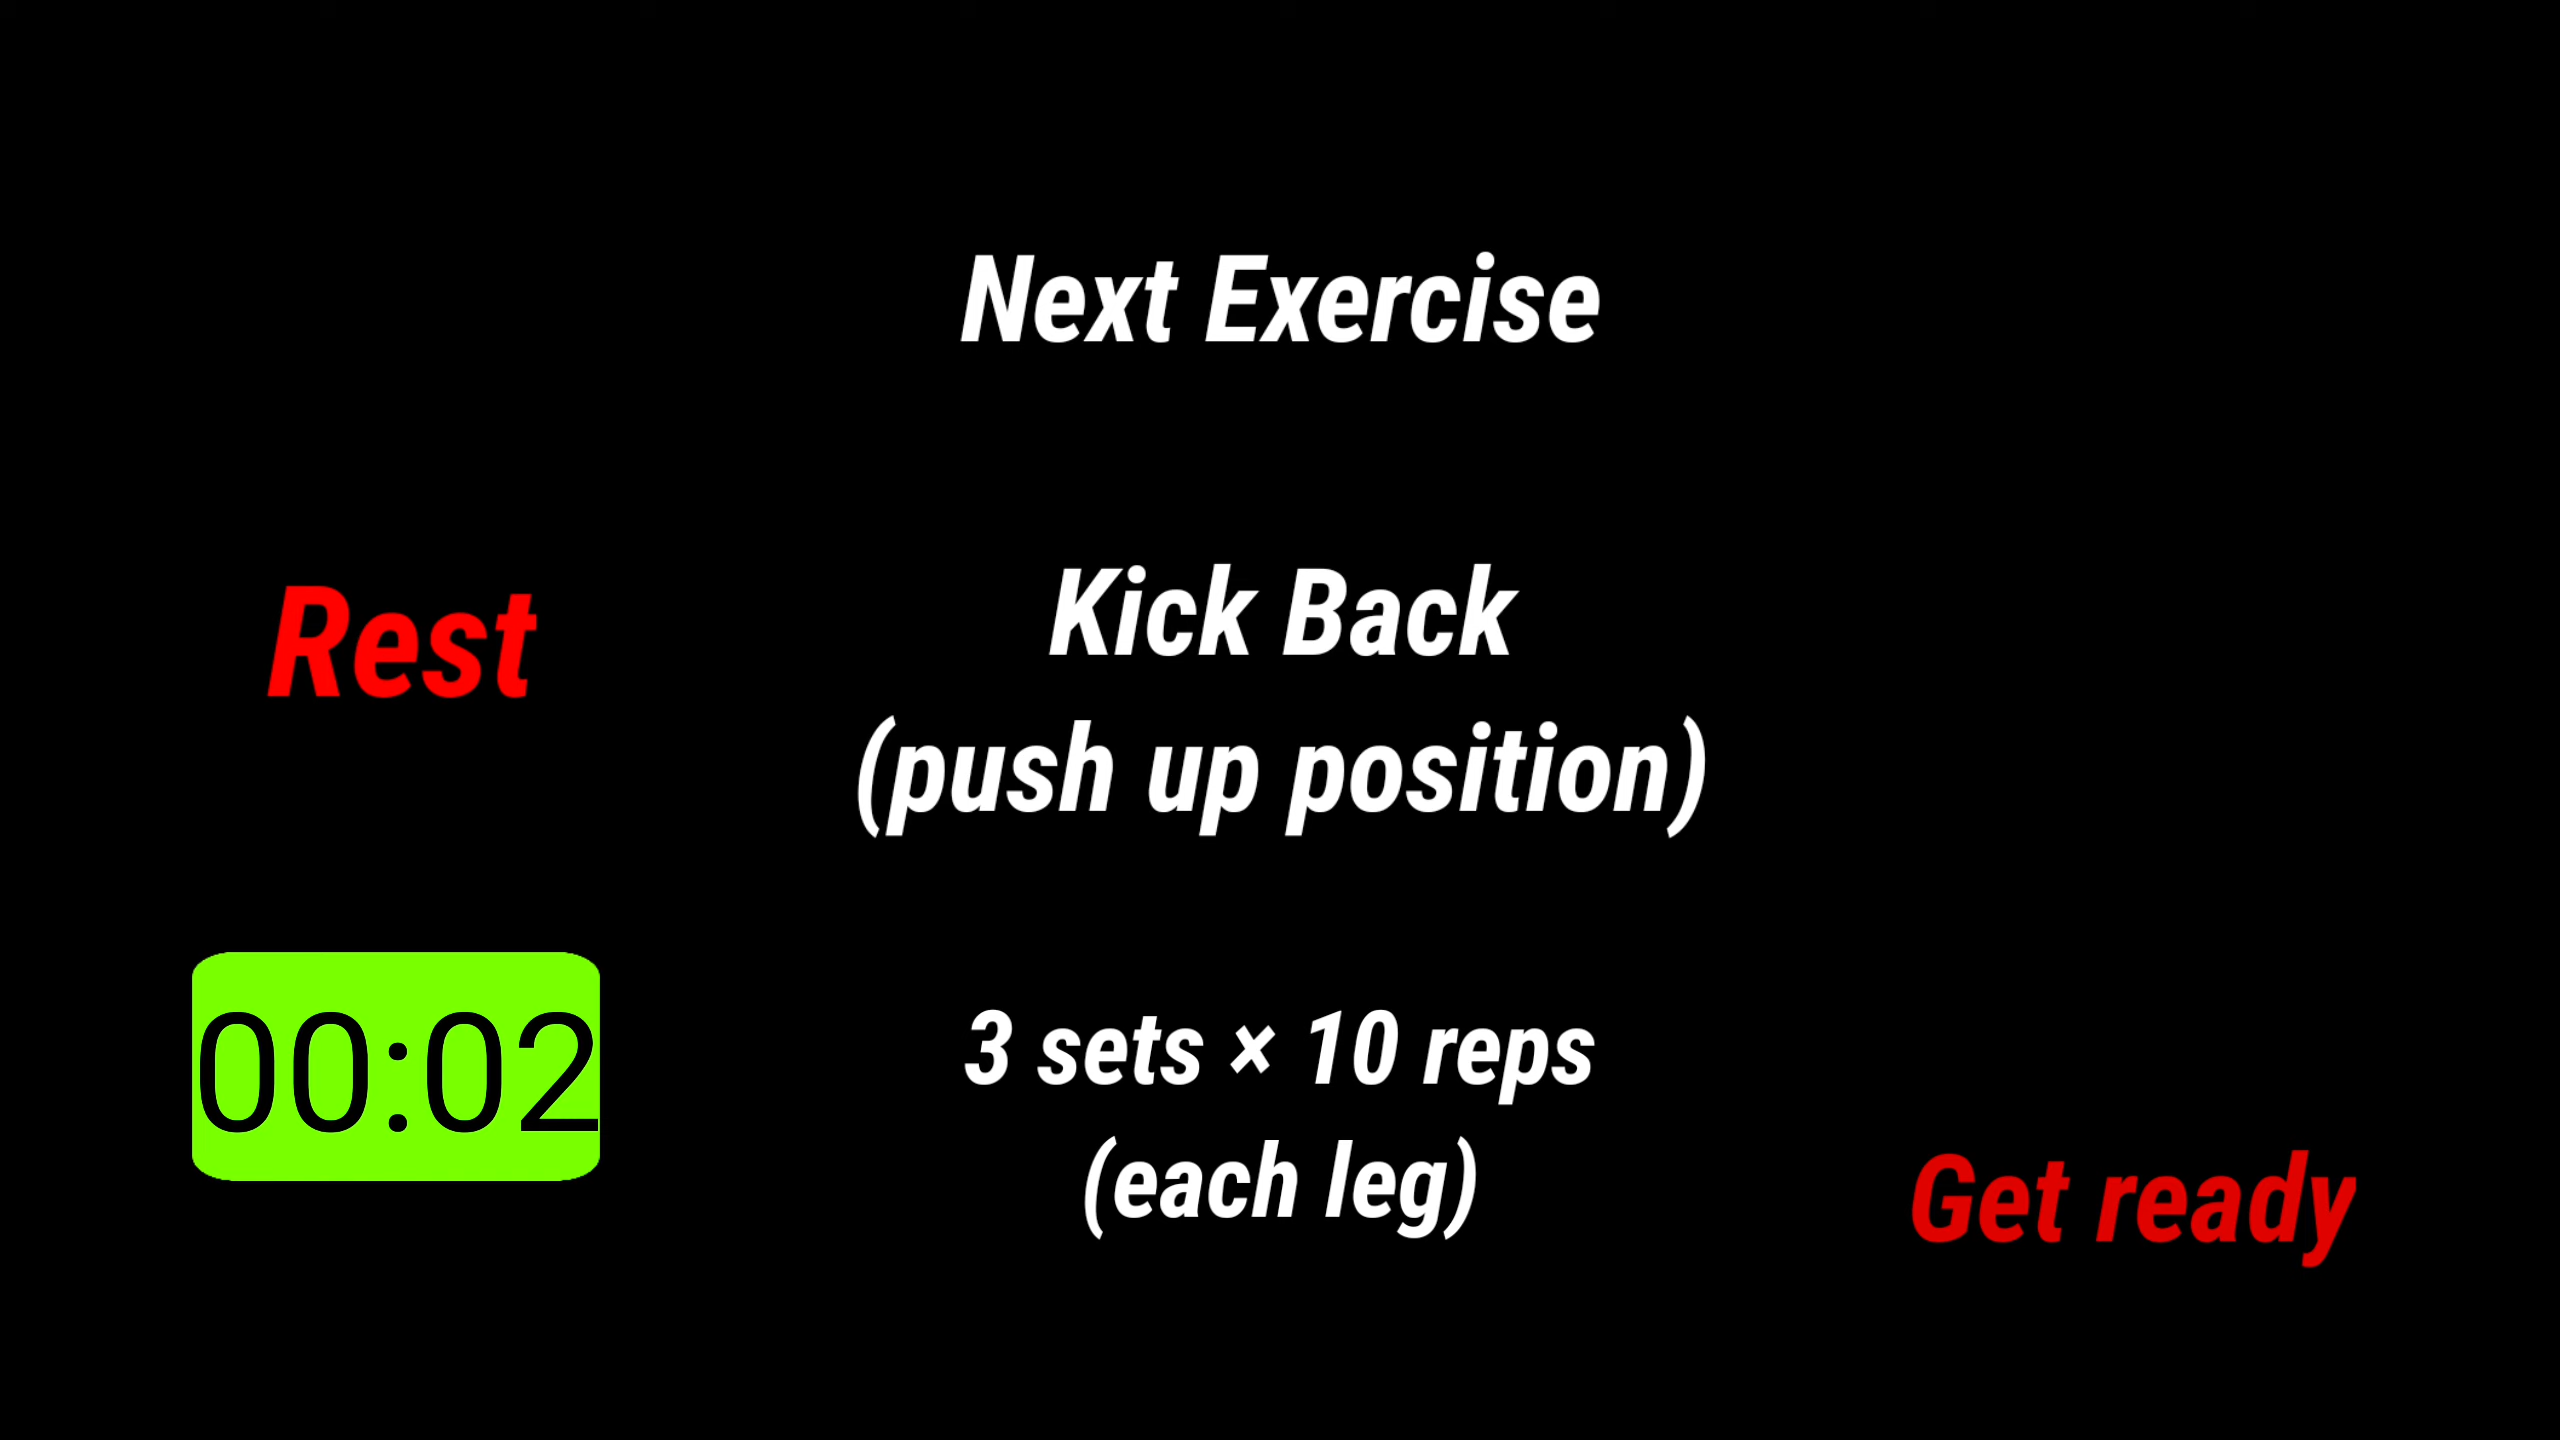 Next Exercise
Rest
Kick Back
(push up position)
00:02
3 sets × 10 reps
(each leg)
Get ready